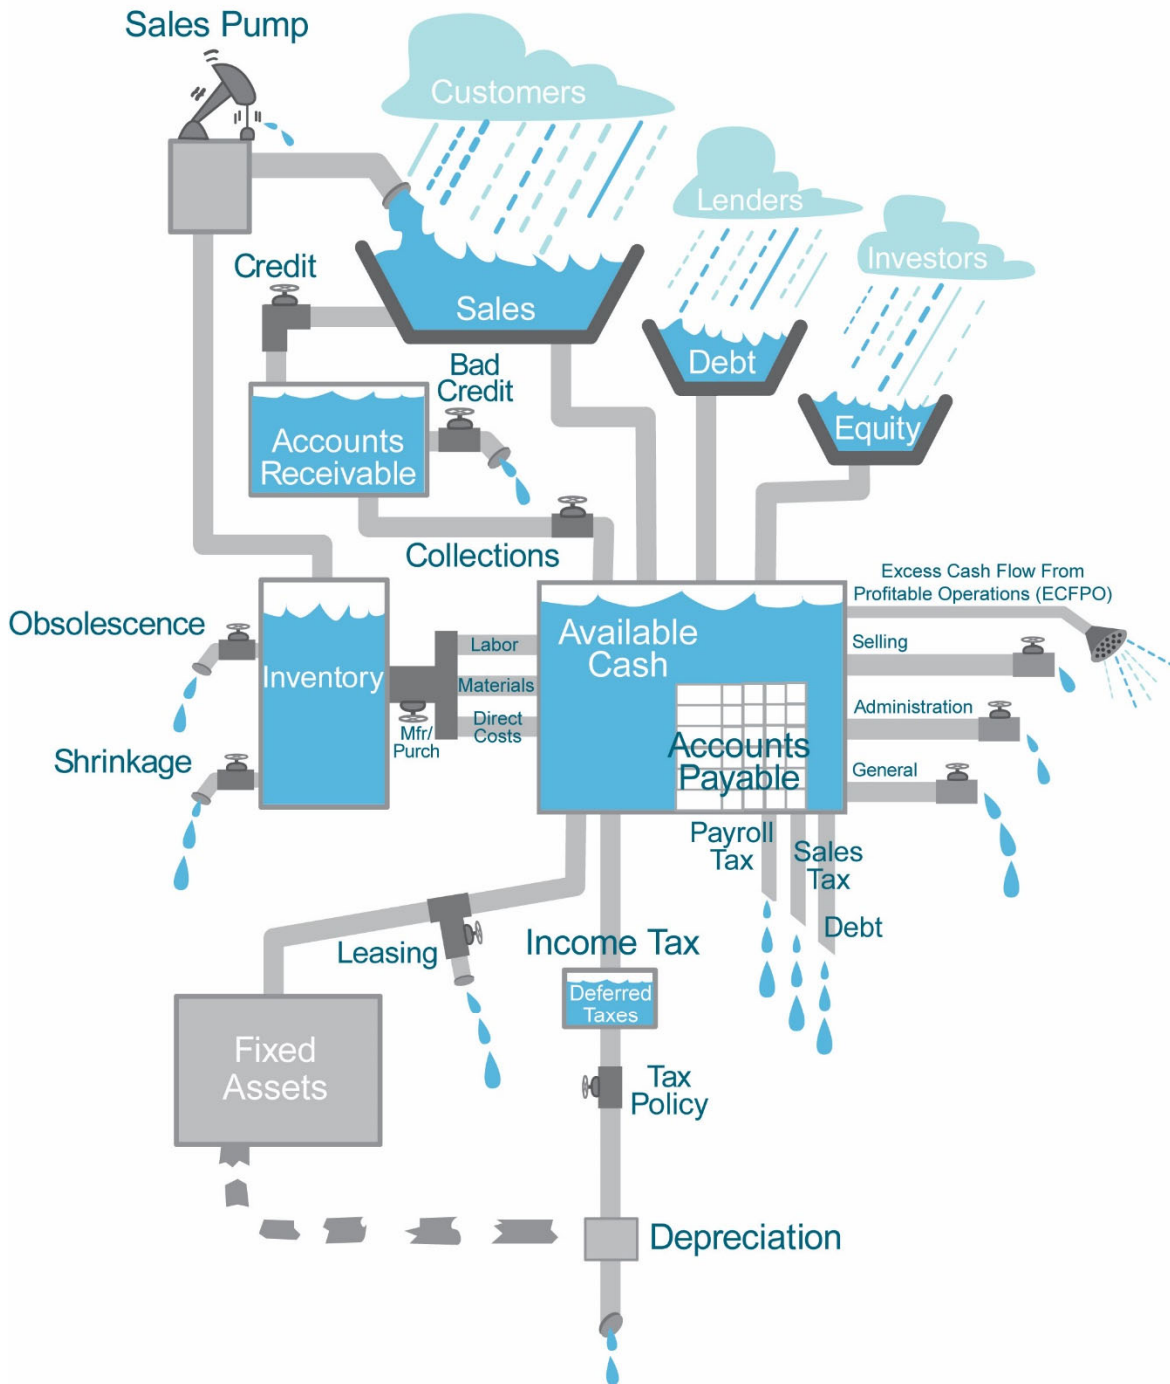 Sales Pump
Customers
Lenders
Investors
Credit
Sales
Bad
Credit
Debt
Equity
Accounts
Receivable
Collections
Excess Cash Flow From
Profitable Operations (ECFPO)
Obsolescence
Inventory
Labor
Materials
Direct
Costs
Mfr/
Purch
Available
Cash
Selling
Administration
Accounts
Payable
General
Shrinkage
Payroll
Tax
Sales
Tax
Debt
Leasing
Income Tax
Deferred
Taxes
Fixed
Assets
Tax
Policy
Depreciation